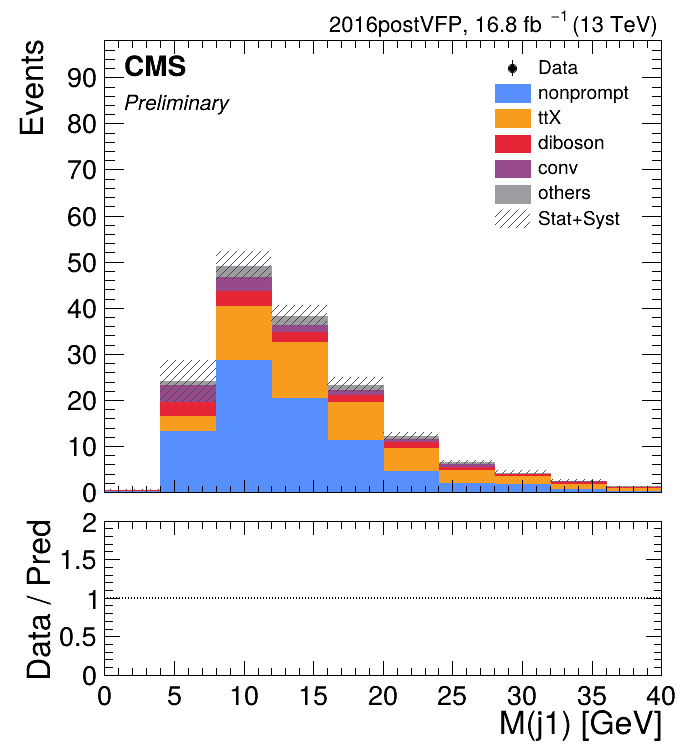 2016postVFP, 16.8 fb ⁻¹ (13 TeV)
CMS
Preliminary
Data
nonprompt
ttX
diboson
conv
others
Stat+Syst
Events
90
80
70
60
50
40
30
20
10
0
Data / Pred
2
1.5
1
0.5
0
0 5 10 15 20 25 30 35 40
M(j1) [GeV]